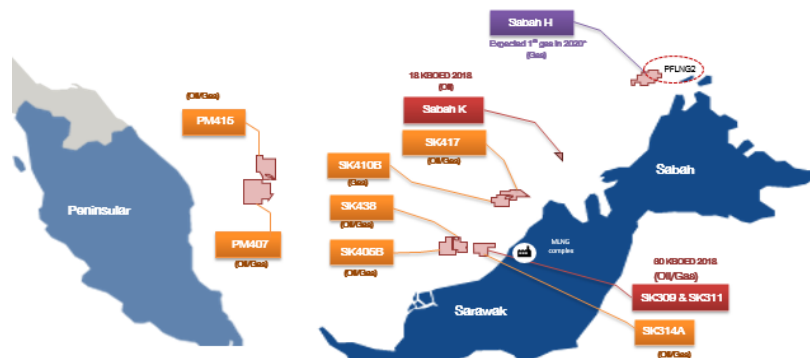 Sabah H
Expected 1st gas in 2020*
(Gas)
PFLNG2
18 KBOED 2018.
(Oil)
Sabah K
(Oil/Gas)
PM415
SK417
(Oil/Gas)
SK410B
(Gas)
Sabah
Peninsular
SK438
(Oil/Gas)
PM407
(Oil/Gas)
SK405B
(Oil/Gas)
MLNG
complex
60 KBOED 2018.
(Oil/Gas)
SK309 & SK311
Sarawak
SK314A
(Oil/Gas)